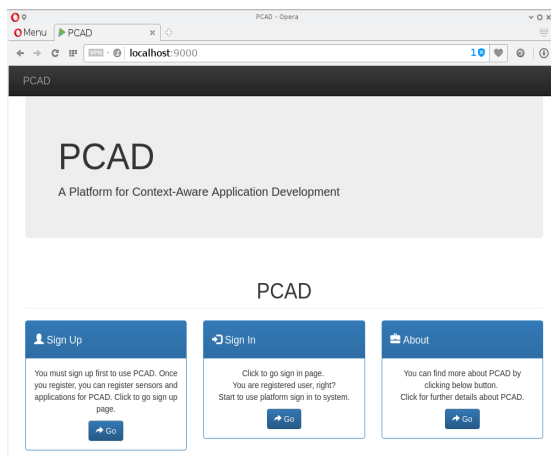 PCAD - Opera
Menu PCAD
VPN localhost:9000 1
PCAD
PCAD
A Platform for Context-Aware Application Development
PCAD
Sign Up
You must sign up first to use PCAD. Once
you register, you can register sensors and
applications for PCAD. Click to go sign up
page.
Go
Sign In
Click to go sign in page.
You are registered user, right?
Start to use platform sign in to system.
Go
About
You can find more about PCAD by
clicking below button.
Click for further details about PCAD.
Go